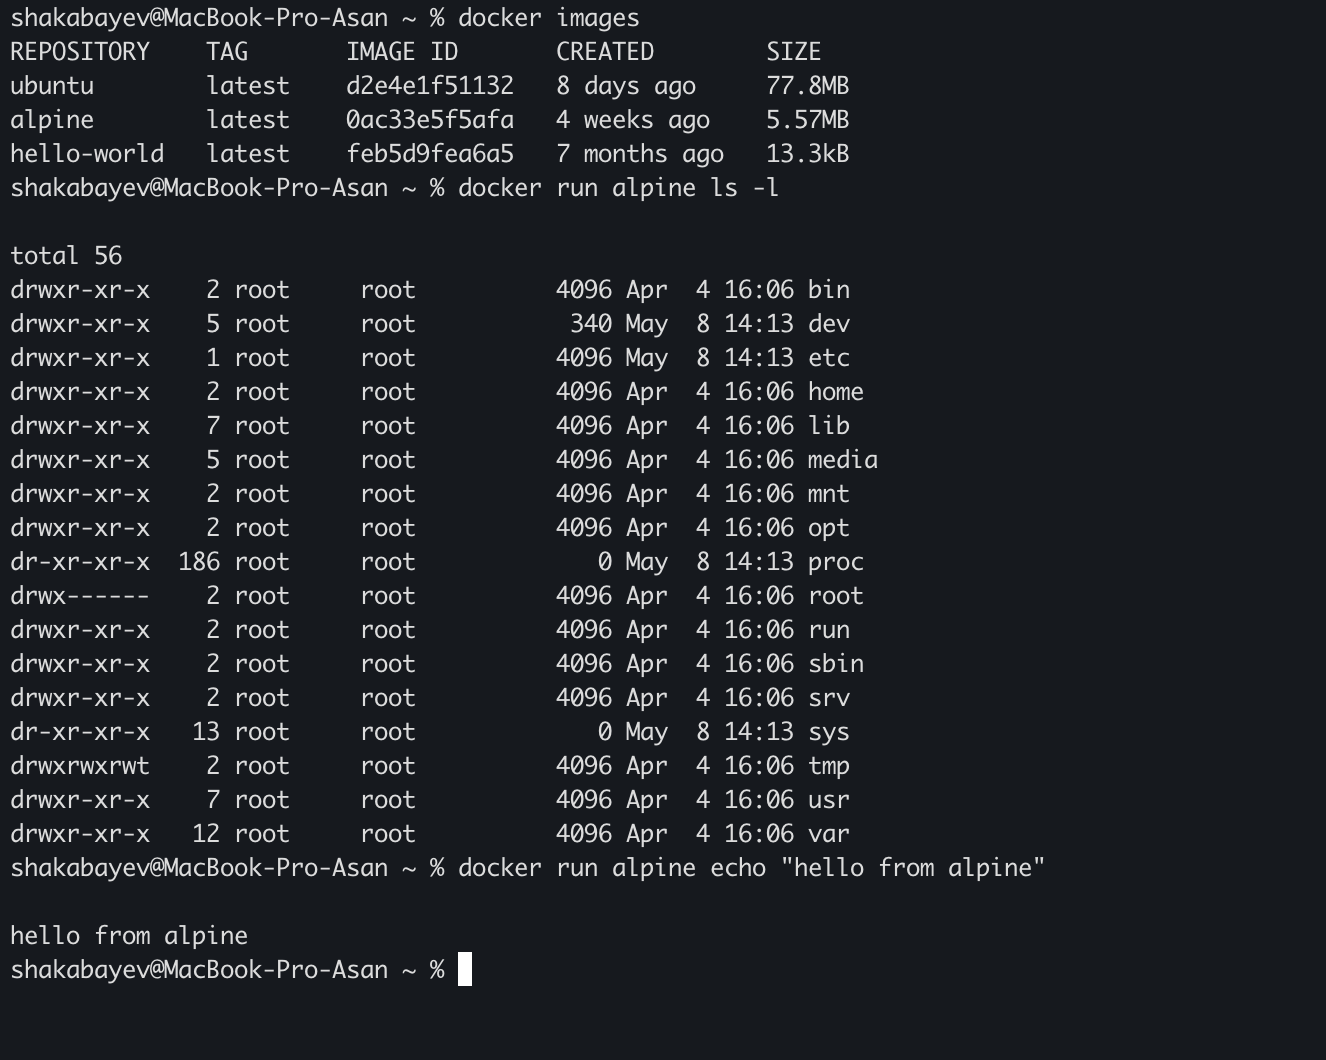 shakabayev@MacBook-Pro-Asan ~ % docker images
REPOSITORY    TAG       IMAGE ID       CREATED        SIZE
ubuntu        latest    d2e4e1f51132   8 days ago     77.8MB
alpine        latest    0ac33e5f5afa   4 weeks ago    5.57MB
hello-world   latest    feb5d9fea6a5   7 months ago   13.3kB
shakabayev@MacBook-Pro-Asan ~ % docker run alpine ls -l
total 56
drwxr-xr-x    2 root     root          4096 Apr  4 16:06 bin
drwxr-xr-x    5 root     root           340 May  8 14:13 dev
drwxr-xr-x    1 root     root          4096 May  8 14:13 etc
drwxr-xr-x    2 root     root          4096 Apr  4 16:06 home
drwxr-xr-x    7 root     root          4096 Apr  4 16:06 lib
drwxr-xr-x    5 root     root          4096 Apr  4 16:06 media
drwxr-xr-x    2 root     root          4096 Apr  4 16:06 mnt
drwxr-xr-x    2 root     root          4096 Apr  4 16:06 opt
dr-xr-xr-x  186 root     root             0 May  8 14:13 proc
drwx------    2 root     root          4096 Apr  4 16:06 root
drwxr-xr-x    2 root     root          4096 Apr  4 16:06 run
drwxr-xr-x    2 root     root          4096 Apr  4 16:06 sbin
drwxr-xr-x    2 root     root          4096 Apr  4 16:06 srv
dr-xr-xr-x   13 root     root             0 May  8 14:13 sys
drwxrwxrwt    2 root     root          4096 Apr  4 16:06 tmp
drwxr-xr-x    7 root     root          4096 Apr  4 16:06 usr
drwxr-xr-x   12 root     root          4096 Apr  4 16:06 var
shakabayev@MacBook-Pro-Asan ~ % docker run alpine echo "hello from alpine"
hello from alpine
shakabayev@MacBook-Pro-Asan ~ %